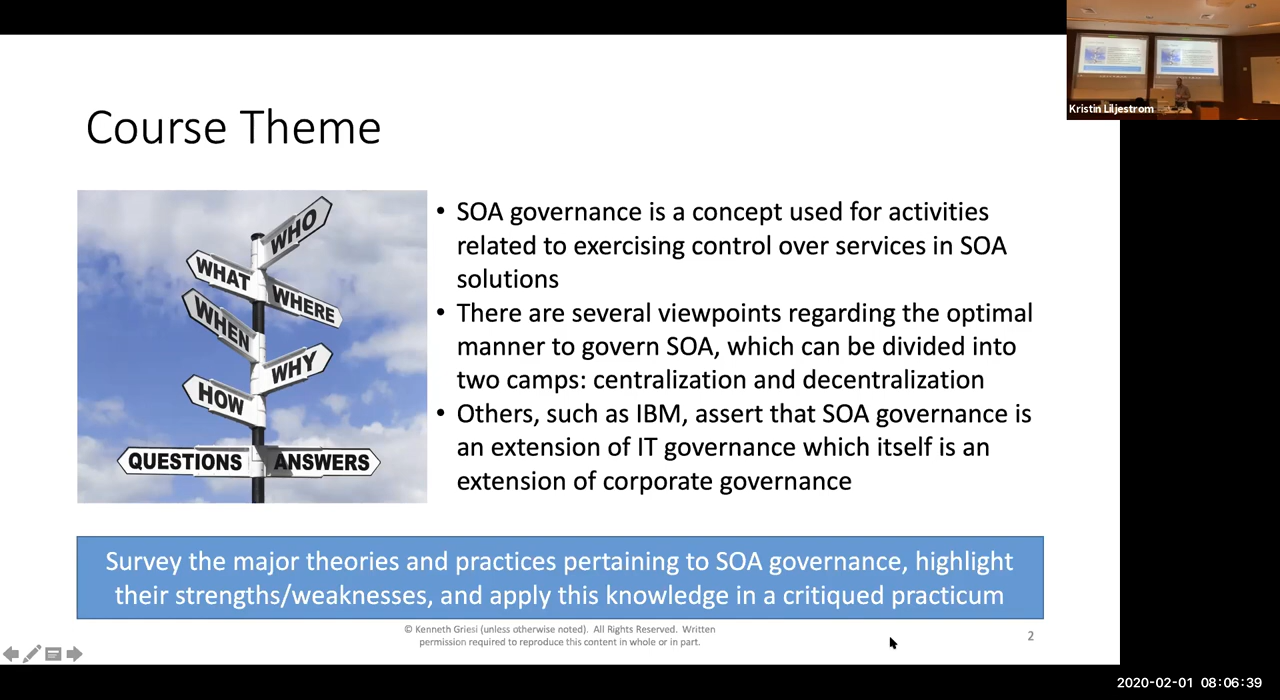 Kristin Liljestrom
Course Theme
WHO
WHAT
WHERE
WHEN
WHY
HOW
QUESTIONS
ANSWERS
• SOA governance is a concept used for activities
related to exercising control over services in SOA
solutions
• There are several viewpoints regarding the optimal
manner to govern SOA, which can be divided into
two camps: centralization and decentralization
• Others, such as IBM, assert that SOA governance is
an extension of IT governance which itself is an
extension of corporate governance
Survey the major theories and practices pertaining to SOA governance, highlight
their strengths/weaknesses, and apply this knowledge in a critiqued practicum
© Kenneth Griesi (unless otherwise noted). All Rights Reserved. Written
permission required to reproduce this content in whole or in part.
2
2020-02-01 08:06:39